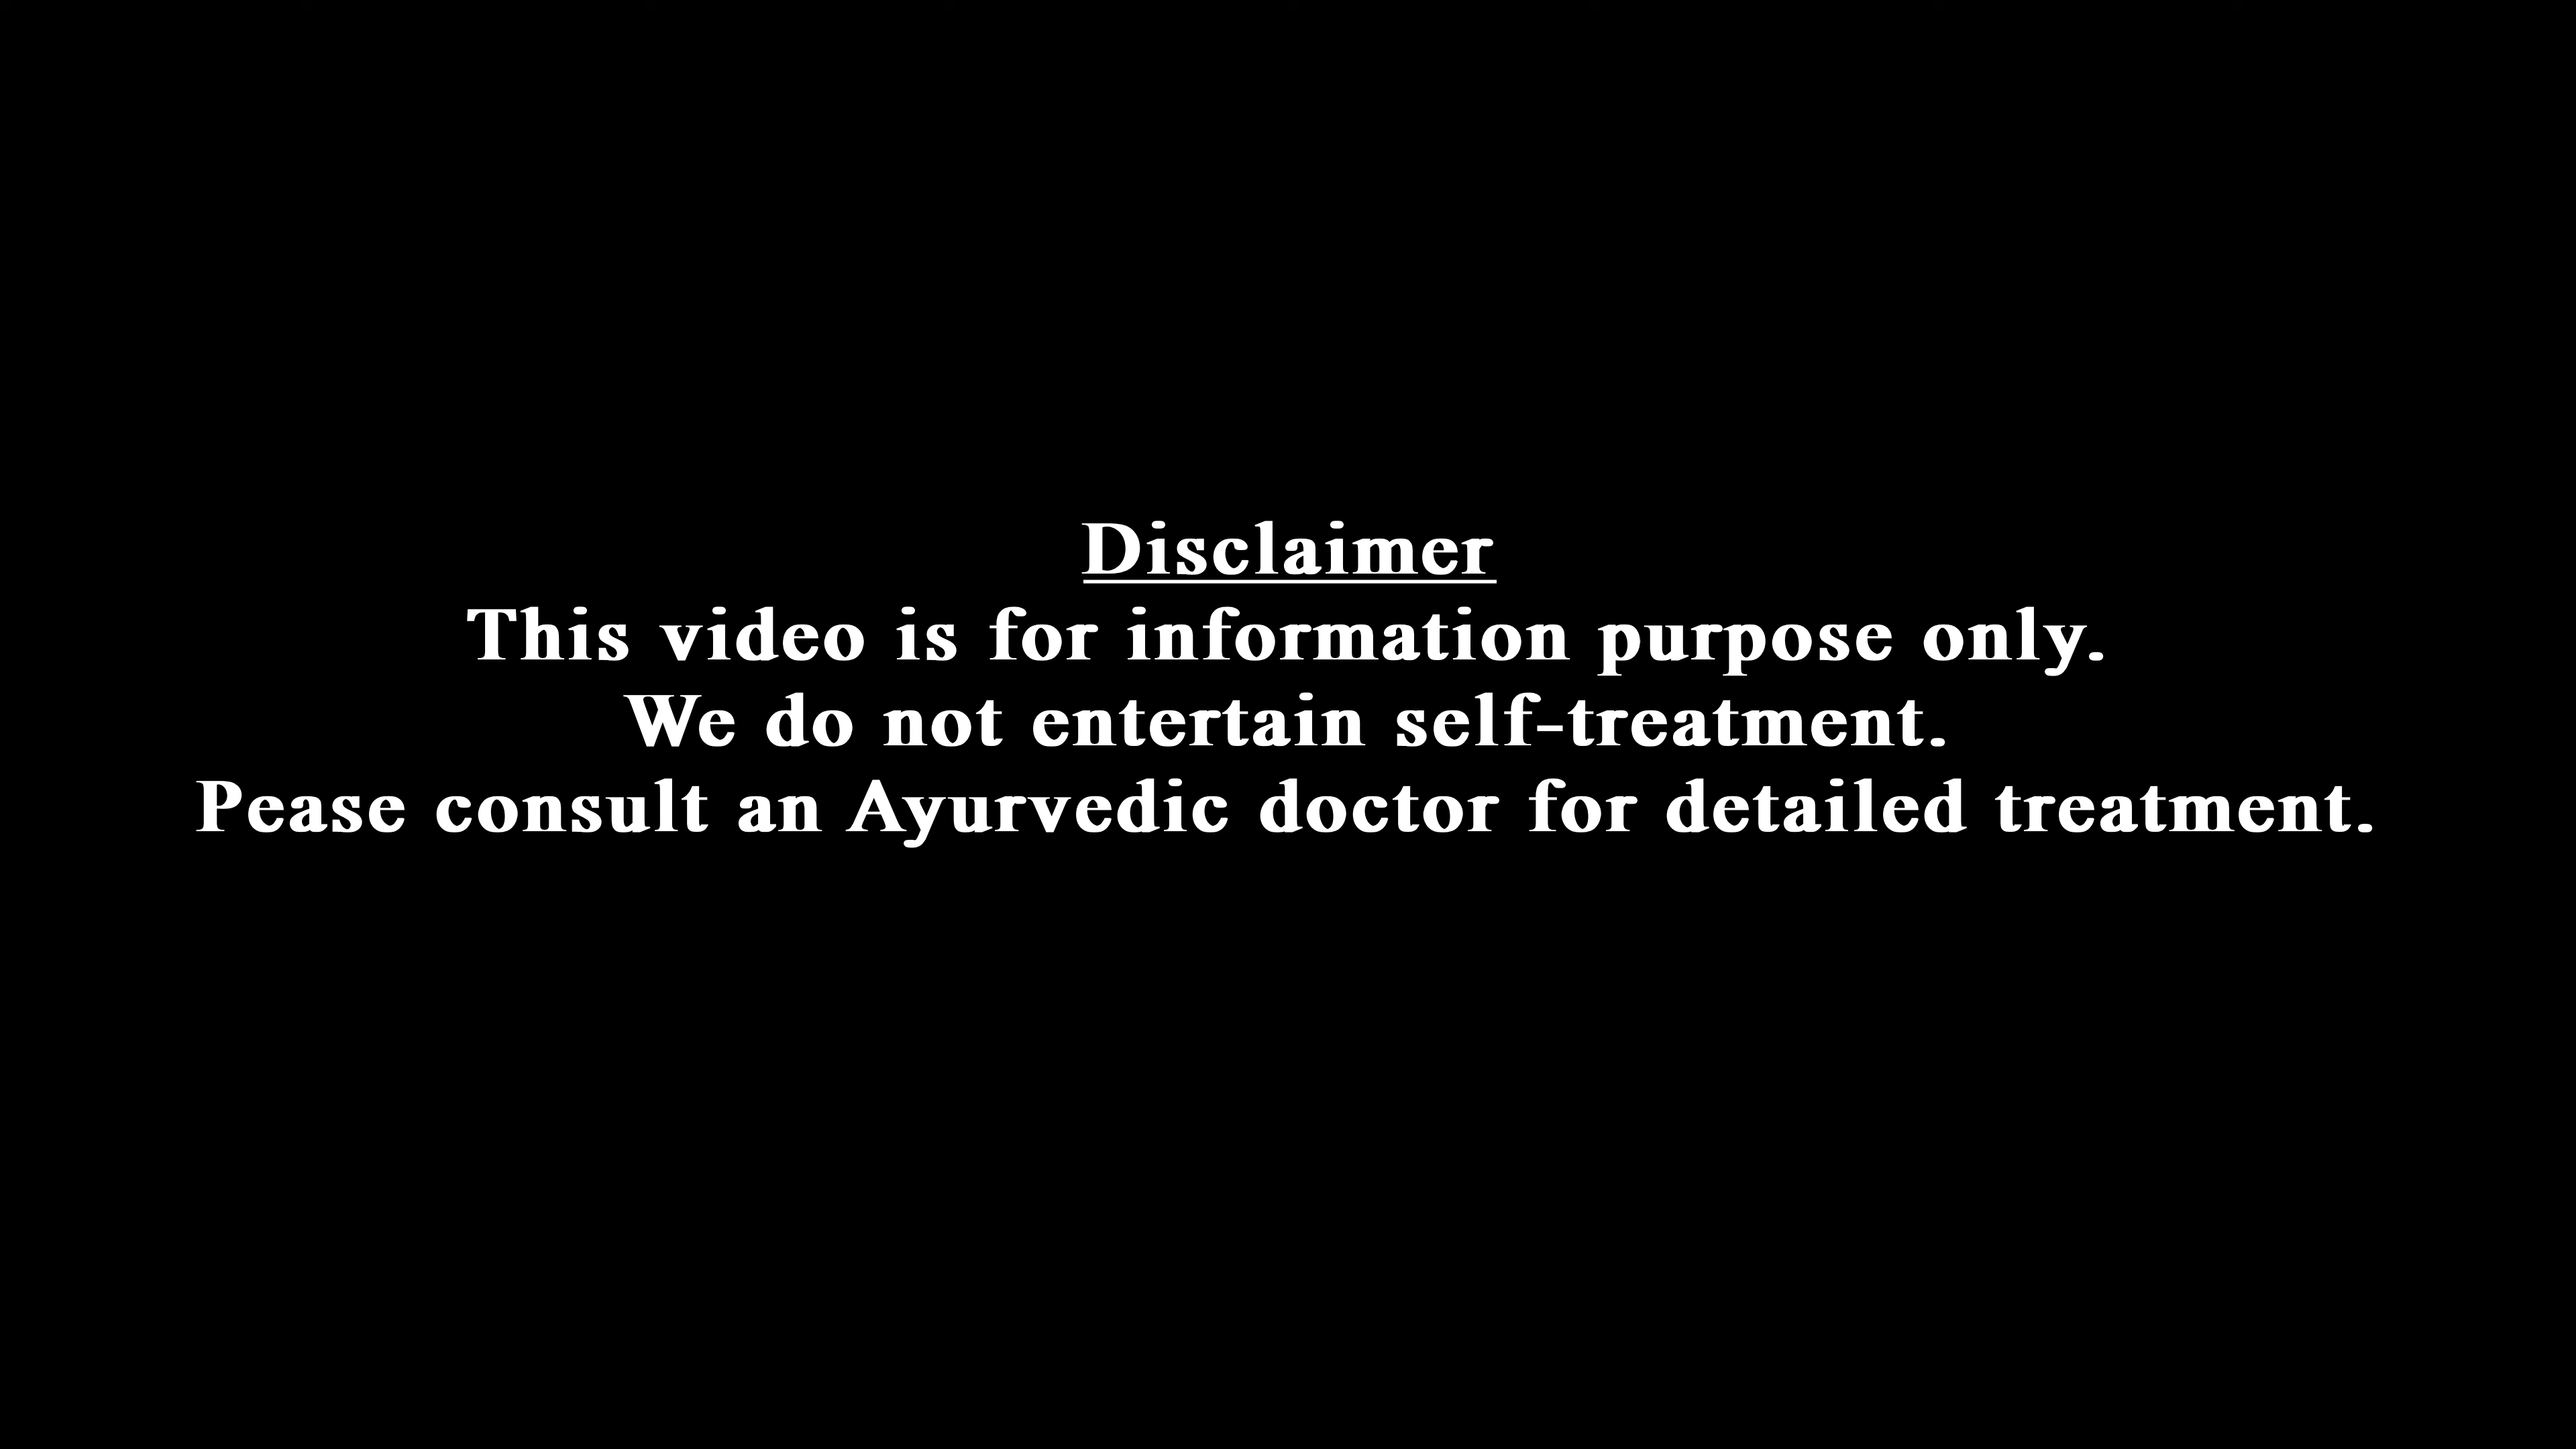 Disclaimer
This video is for information purpose only.
We do not entertain self-treatment.
Pease consult an Ayurvedic doctor for detailed treatment.